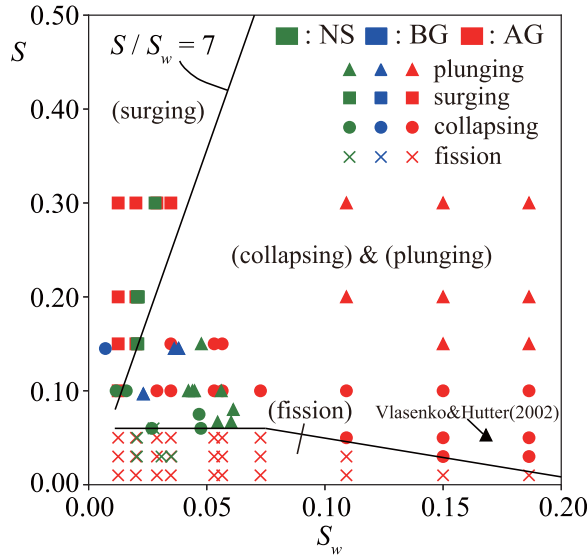 : NS : BG : AG
S
S / S_w = 7
plunging
(surging)
surging
collapsing
fission
(collapsing) & (plunging)
(fission)
Vlasenko&Hutter(2002)
0.50
0.40
0.30
0.20
0.10
0.00
0.00 0.05 0.10 0.15 0.20
S_w